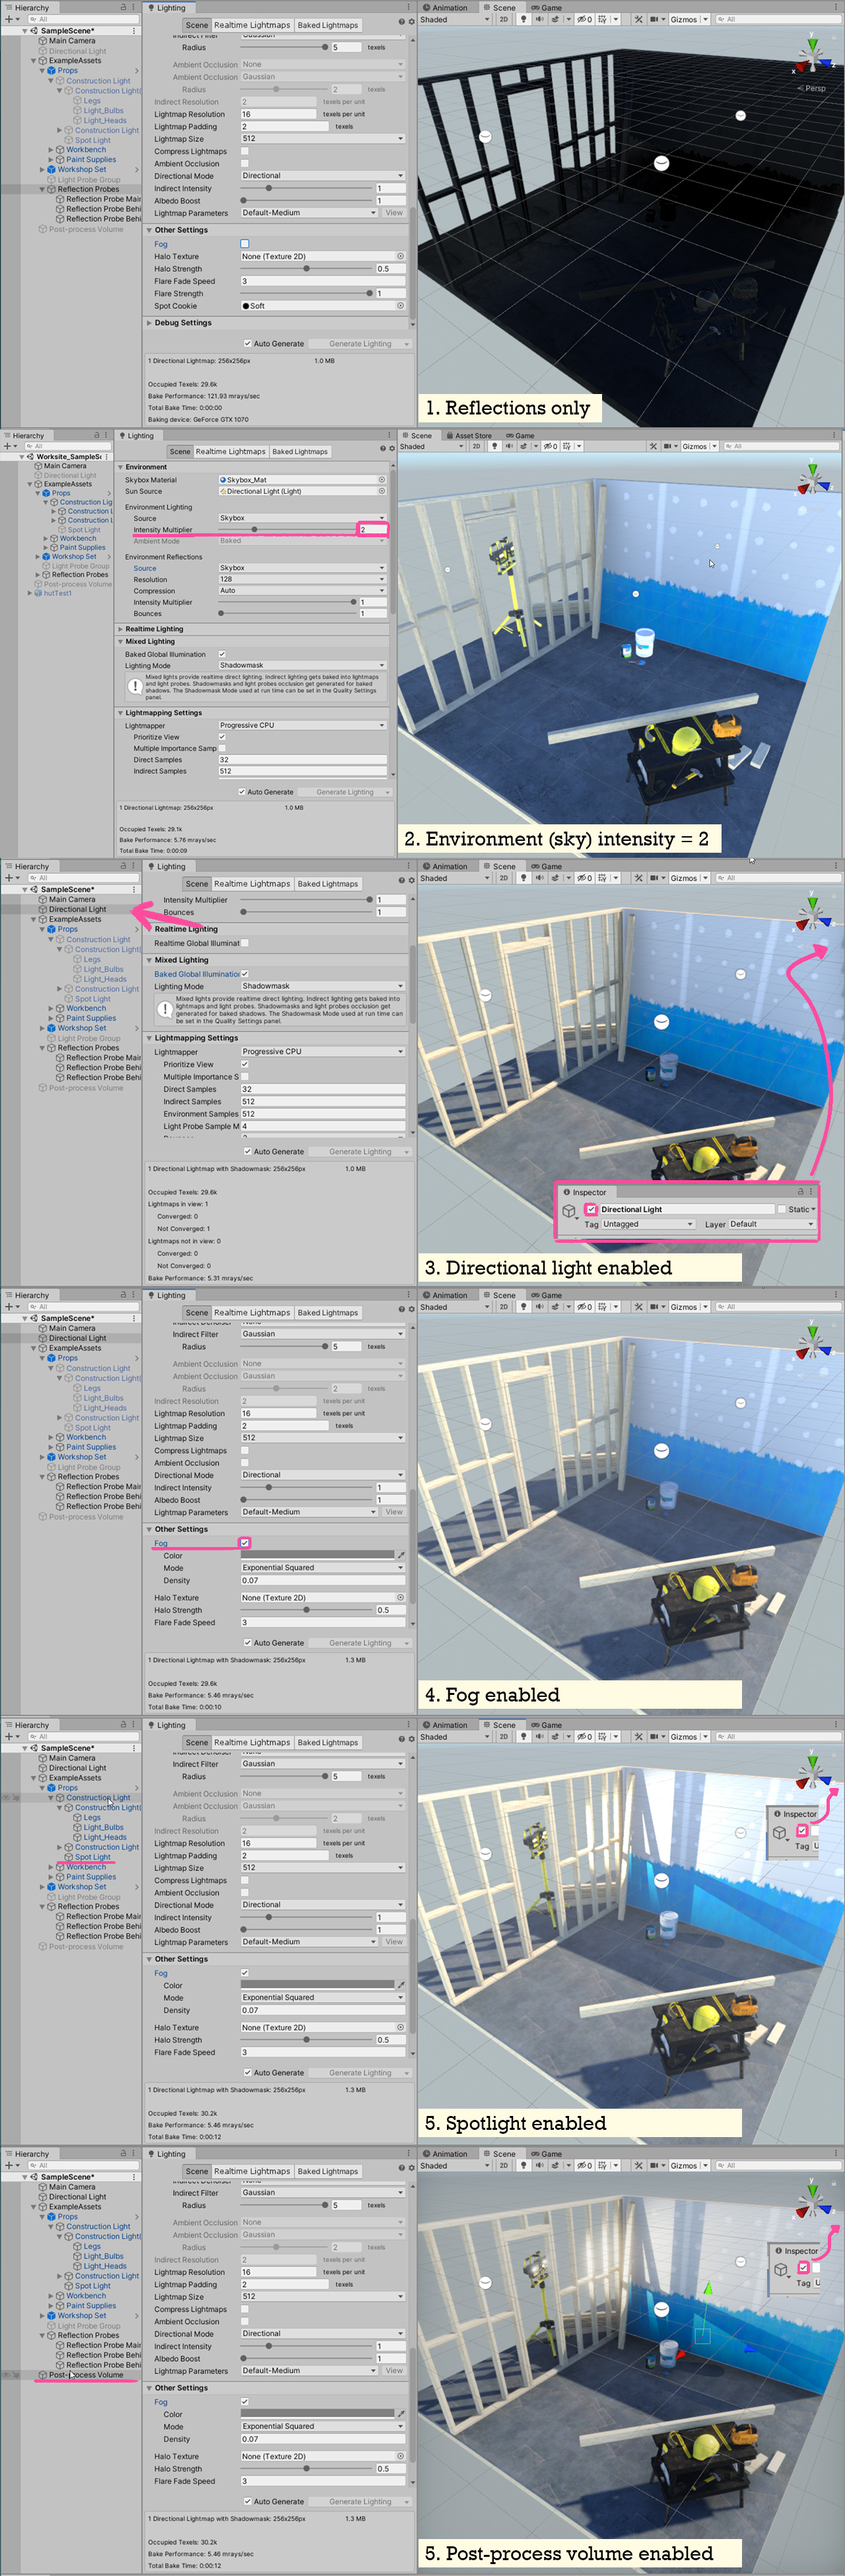 Hierarchy
All
SampleScene*
Main Camera
Directional Light
ExampleAssets
Props
Construction Light
Construction Light(
Legs
Light_Bulbs
Light_Heads
Construction Light
Spot Light
Workbench
Paint Supplies
Workshop Set
Light Probe Group
Reflection Probes
Reflection Probe Main
Reflection Probe Behi
Reflection Probe Behi
Post-process Volume
Lighting
Scene Realtime Lightmaps Baked Lightmaps
Radius 5 texels
Ambient Occlusion None
Ambient Occlusion Gaussian
Radius 2 texels
Indirect Resolution 2 texels per unit
Lightmap Resolution 16 texels per unit
Lightmap Padding 2 texels
Lightmap Size 512
Compress Lightmaps
Ambient Occlusion
Directional Mode Directional
Indirect Intensity 1
Albedo Boost 1
Lightmap Parameters Default-Medium View
Other Settings
Fog
Halo Texture None (Texture 2D)
Halo Strength 0.5
Flare Fade Speed 3
Flare Strength 1
Spot Cookie Soft
Debug Settings
Auto Generate Generate Lighting
1 Directional Lightmap: 256x256px 1.0 MB
Occupied Texels: 29.6k
Bake Performance: 121.93 mrays/sec
Total Bake Time: 0:00:00
Baking device: GeForce GTX 1070
Animation Scene Game
Shaded 2D 0 Gizmos All
y
x
z
Persp
1. Reflections only
Hierarchy
All
Worksite_SampleSc
Main Camera
Directional Light
ExampleAssets
Props
Construction Lig
Construction L
Construction L
Spot Light
Workbench
Paint Supplies
Workshop Set
Light Probe Group
Reflection Probes
Post-process Volume
hutTest1
Lighting
Scene Realtime Lightmaps Baked Lightmaps
Environment
Skybox Material Skybox_Mat
Sun Source Directional Light (Light)
Environment Lighting
Source Skybox
Intensity Multiplier 2
Ambient Mode Baked
Environment Reflections
Source Skybox
Resolution 128
Compression Auto
Intensity Multiplier 1
Bounces 1
Realtime Lighting
Mixed Lighting
Baked Global Illumination
Lighting Mode Shadowmask
Mixed lights provide realtime direct lighting. Indirect lighting gets baked into lightmaps
and light probes. Shadowmasks and light probes occlusion get generated for baked
shadows. The Shadowmask Mode used at run time can be set in the Quality Settings
panel.
Lightmapping Settings
Lightmapper Progressive CPU
Prioritize View
Multiple Importance Samp
Direct Samples 32
Indirect Samples 512
Auto Generate Generate Lighting
1 Directional Lightmap: 256x256px 1.0 MB
Occupied Texels: 29.1k
Bake Performance: 5.76 mrays/sec
Total Bake Time: 0:00:09
Scene Asset Store Game
Shaded 2D 0 Gizmos All
y
2. Environment (sky) intensity = 2
Hierarchy
All
SampleScene*
Main Camera
Directional Light
ExampleAssets
Props
Construction Light
Construction Light(
Legs
Light_Bulbs
Light_Heads
Construction Light
Spot Light
Workbench
Paint Supplies
Workshop Set
Light Probe Group
Reflection Probes
Reflection Probe Main
Reflection Probe Behi
Reflection Probe Behi
Post-process Volume
Lighting
Scene Realtime Lightmaps Baked Lightmaps
Intensity Multiplier 1
Bounces 1
Realtime Lighting
Realtime Global Illuminat
Mixed Lighting
Baked Global Illumination
Lighting Mode Shadowmask
Mixed lights provide realtime direct lighting. Indirect lighting gets baked into
lightmaps and light probes. Shadowmasks and light probes occlusion get
generated for baked shadows. The Shadowmask Mode used at run time can
be set in the Quality Settings panel.
Lightmapping Settings
Lightmapper Progressive CPU
Prioritize View
Multiple Importance S
Direct Samples 32
Indirect Samples 512
Environment Samples 512
Light Probe Sample M 4
Auto Generate Generate Lighting
1 Directional Lightmap with Shadowmask: 256x256px 1.0 MB
Occupied Texels: 29.6k
Lightmaps in view: 1
Converged: 0
Not Converged: 1
Lightmaps not in view: 0
Converged: 0
Not Converged: 0
Bake Performance: 5.31 mrays/sec
Animation Scene Game
Shaded 2D 0 Gizmos All
y
Inspector
Directional Light Static
Tag Untagged Layer Default
3. Directional light enabled
Hierarchy
All
SampleScene*
Main Camera
Directional Light
ExampleAssets
Props
Construction Light
Construction Light(
Legs
Light_Bulbs
Light_Heads
Construction Light
Spot Light
Workbench
Paint Supplies
Workshop Set
Light Probe Group
Reflection Probes
Reflection Probe Main
Reflection Probe Behi
Reflection Probe Behi
Post-process Volume
Lighting
Scene Realtime Lightmaps Baked Lightmaps
Indirect Filter Gaussian
Radius 5 texels
Ambient Occlusion None
Ambient Occlusion Gaussian
Radius 2 texels
Indirect Resolution 2 texels per unit
Lightmap Resolution 16 texels per unit
Lightmap Padding 2 texels
Lightmap Size 512
Compress Lightmaps
Ambient Occlusion
Directional Mode Directional
Indirect Intensity 1
Albedo Boost 1
Lightmap Parameters Default-Medium View
Other Settings
Fog
Color
Mode Exponential Squared
Density 0.07
Halo Texture None (Texture 2D)
Halo Strength 0.5
Flare Fade Speed 3
Auto Generate Generate Lighting
1 Directional Lightmap with Shadowmask: 256x256px 1.3 MB
Occupied Texels: 29.6k
Bake Performance: 5.46 mrays/sec
Total Bake Time: 0:00:10
Animation Scene Game
Shaded 2D 0 Gizmos All
y
4. Fog enabled
Hierarchy
All
SampleScene*
Main Camera
Directional Light
ExampleAssets
Props
Construction Light
Construction Light(
Legs
Light_Bulbs
Light_Heads
Construction Light
Spot Light
Workbench
Paint Supplies
Workshop Set
Light Probe Group
Reflection Probes
Reflection Probe Main
Reflection Probe Behi
Reflection Probe Behi
Post-process Volume
Lighting
Scene Realtime Lightmaps Baked Lightmaps
Indirect Filter Gaussian
Radius 5 texels
Ambient Occlusion None
Ambient Occlusion Gaussian
Radius 2 texels
Indirect Resolution 2 texels per unit
Lightmap Resolution 16 texels per unit
Lightmap Padding 2 texels
Lightmap Size 512
Compress Lightmaps
Ambient Occlusion
Directional Mode Directional
Indirect Intensity 1
Albedo Boost 1
Lightmap Parameters Default-Medium View
Other Settings
Fog
Color
Mode Exponential Squared
Density 0.07
Halo Texture None (Texture 2D)
Halo Strength 0.5
Flare Fade Speed 3
Auto Generate Generate Lighting
1 Directional Lightmap with Shadowmask: 256x256px 1.3 MB
Occupied Texels: 30.2k
Bake Performance: 5.46 mrays/sec
Total Bake Time: 0:00:12
Animation Scene Game
Shaded 2D 0 Gizmos All
y
Inspector
Tag U
5. Spotlight enabled
Hierarchy
All
SampleScene*
Main Camera
Directional Light
ExampleAssets
Props
Construction Light
Construction Light(
Legs
Light_Bulbs
Light_Heads
Construction Light
Spot Light
Workbench
Paint Supplies
Workshop Set
Light Probe Group
Reflection Probes
Reflection Probe Main
Reflection Probe Behi
Reflection Probe Behi
Post-process Volume
Lighting
Scene Realtime Lightmaps Baked Lightmaps
Indirect Filter Gaussian
Radius 5 texels
Ambient Occlusion None
Ambient Occlusion Gaussian
Radius 2 texels
Indirect Resolution 2 texels per unit
Lightmap Resolution 16 texels per unit
Lightmap Padding 2 texels
Lightmap Size 512
Compress Lightmaps
Ambient Occlusion
Directional Mode Directional
Indirect Intensity 1
Albedo Boost 1
Lightmap Parameters Default-Medium View
Other Settings
Fog
Color
Mode Exponential Squared
Density 0.07
Halo Texture None (Texture 2D)
Halo Strength 0.5
Flare Fade Speed 3
Auto Generate Generate Lighting
1 Directional Lightmap with Shadowmask: 256x256px 1.3 MB
Occupied Texels: 30.2k
Bake Performance: 5.46 mrays/sec
Total Bake Time: 0:00:12
Animation Scene Game
Shaded 2D 0 Gizmos All
y
Inspector
Tag U
5. Post-process volume enabled